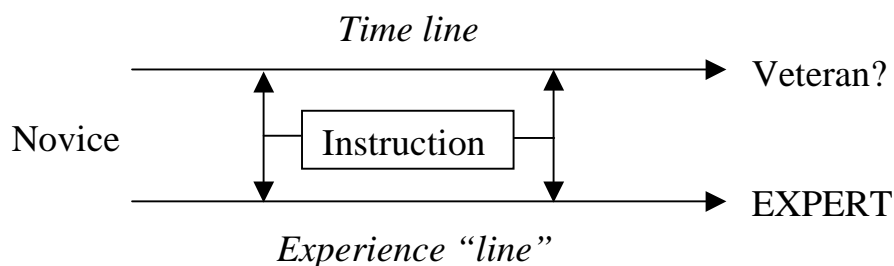 Time line
Veteran?
Novice
Instruction
EXPERT
Experience “line”